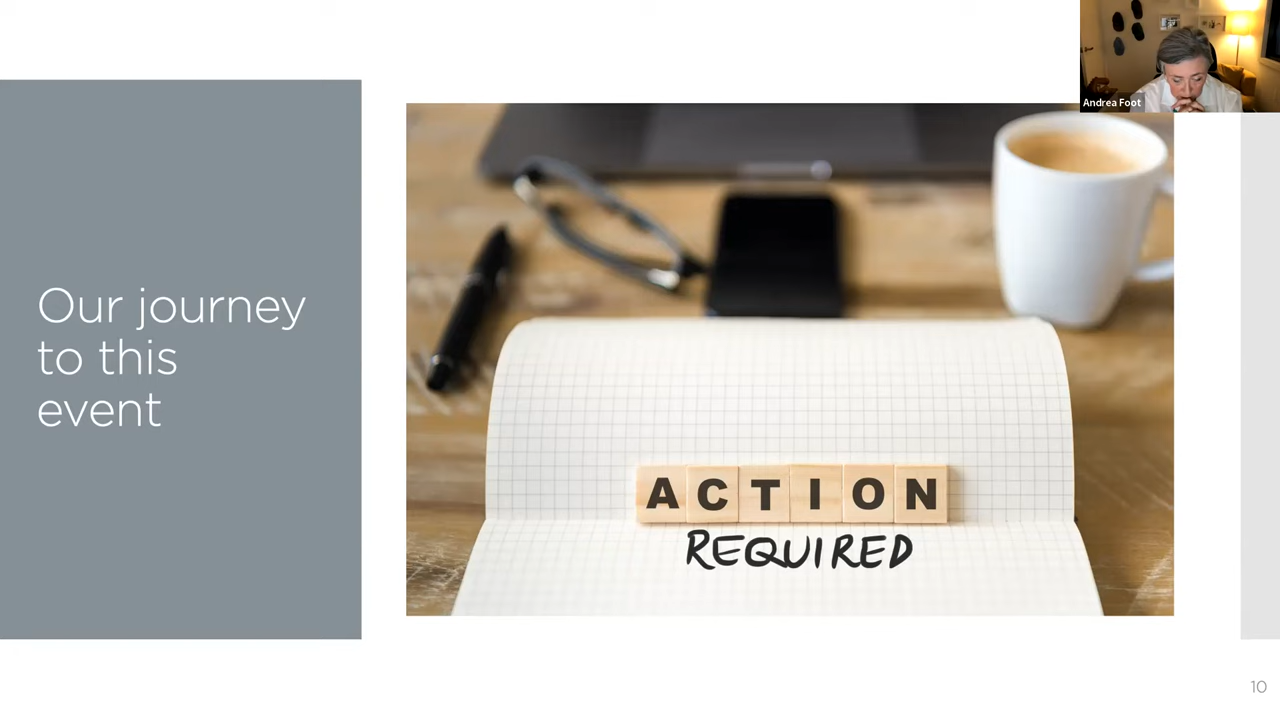 Andrea Foot
Our journey
to this
event
ACTION
REQUIRED
10